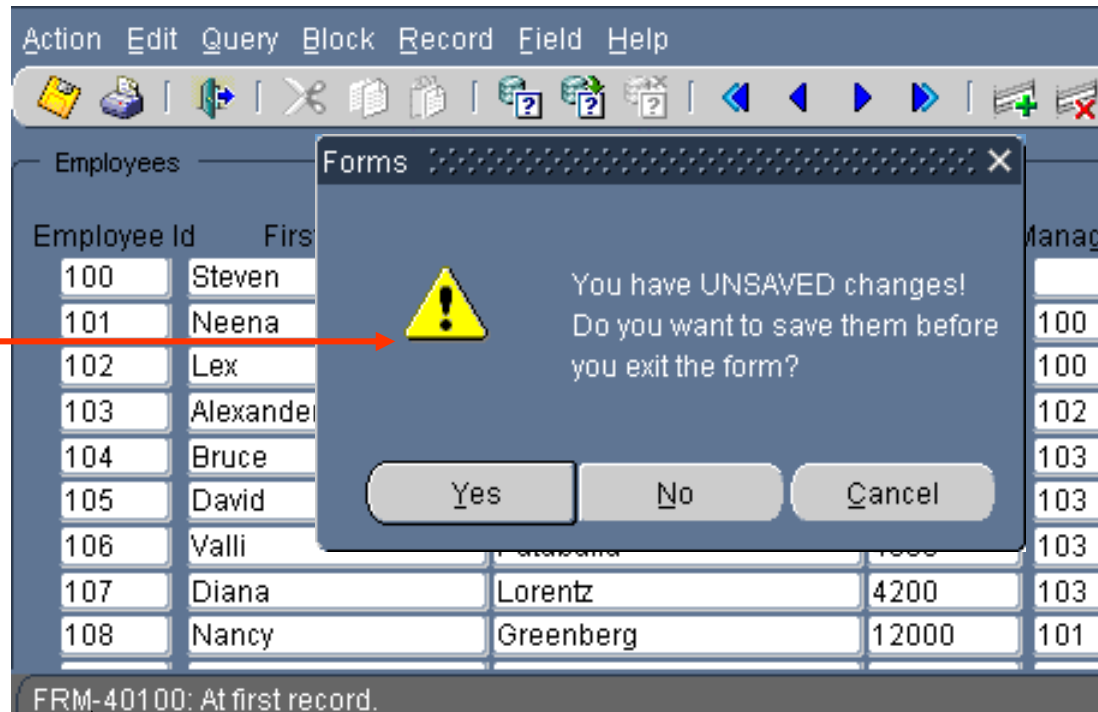 Action Edit Query Block Record Field Help
Employees
Forms
Employee Id
100 Steven
101 Neena 100
102 Lex 100
103 102
104 Bruce 103
105 David 103
106 Valli 103
107 Diana Lorentz 4200 103
108 Nancy Greenberg 12000 101
You have UNSAVED changes!
Do you want to save them before
you exit the form?
Yes No Cancel
FRM-40100: At first record.